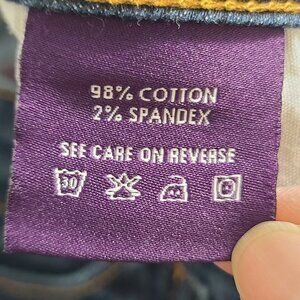 98% COTTON
2% SPANDEX
SEE CARE ON REVERSE
30